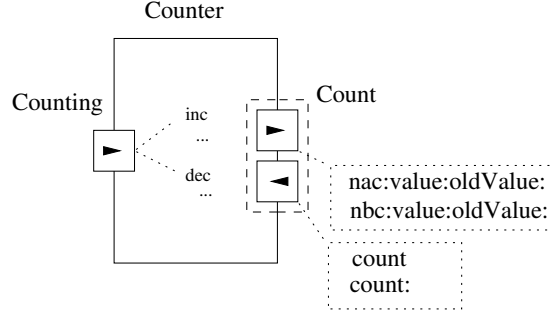 Counter
Counting
Count
inc
...
dec
...
nac:value:oldValue:
nbc:value:oldValue:
count
count: